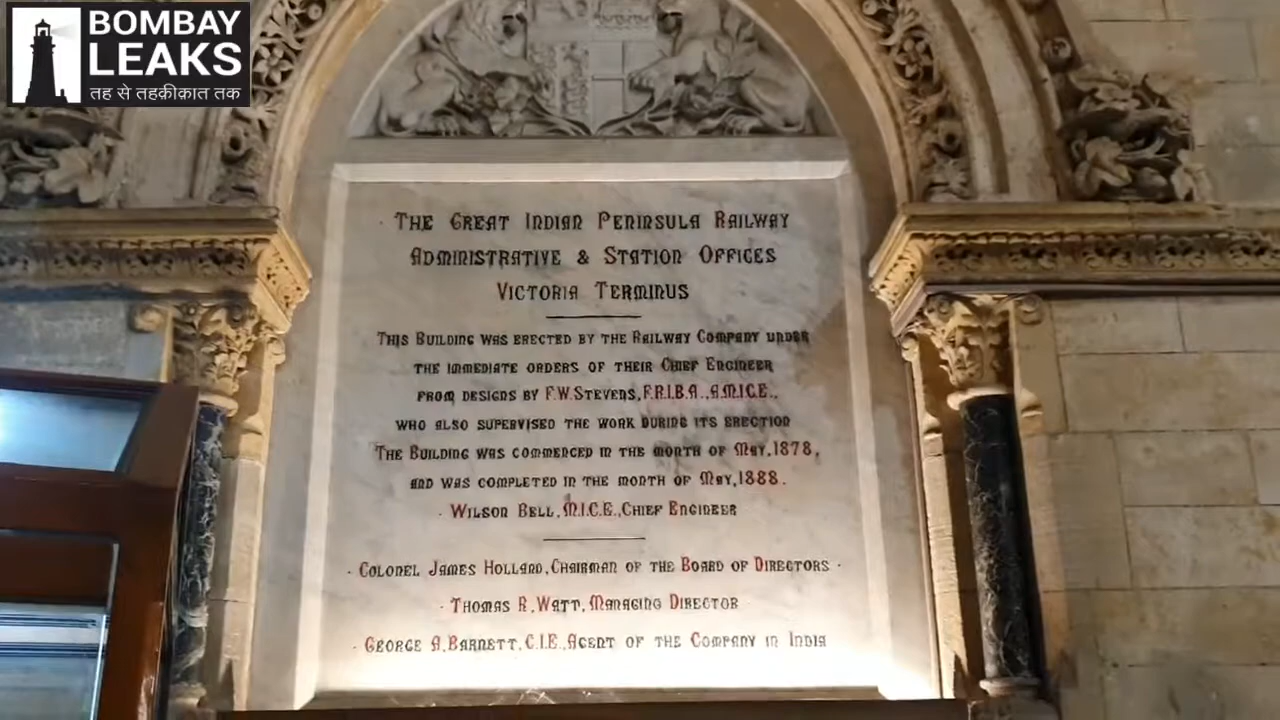 BOMBAY
LEAKS
तह से तहक़ीक़ात तक
THE GREAT INDIAN PENINSULA RAILWAY
ADMINISTRATIVE & STATION OFFICES
VICTORIA TERMINUS
THIS BUILDING WAS ERECTED BY THE RAILWAY COMPANY UNDER
THE IMMEDIATE ORDERS OF THEIR CHIEF ENGINEER
FROM DESIGNS BY F.W. STEVENS, F.R.I.B.A., A.M.I.C.E.,
WHO ALSO SUPERVISED THE WORK DURING ITS ERECTION
THE BUILDING WAS COMMENCED IN THE MONTH OF MAY, 1878,
AND WAS COMPLETED IN THE MONTH OF MAY, 1888.
· WILSON BELL, M.I.C.E., CHIEF ENGINEER
· COLONEL JAMES HOLLAND, CHAIRMAN OF THE BOARD OF DIRECTORS ·
· THOMAS R. WATT, MANAGING DIRECTOR
· GEORGE A. BARNETT, C.I.E., AGENT OF THE COMPANY IN INDIA